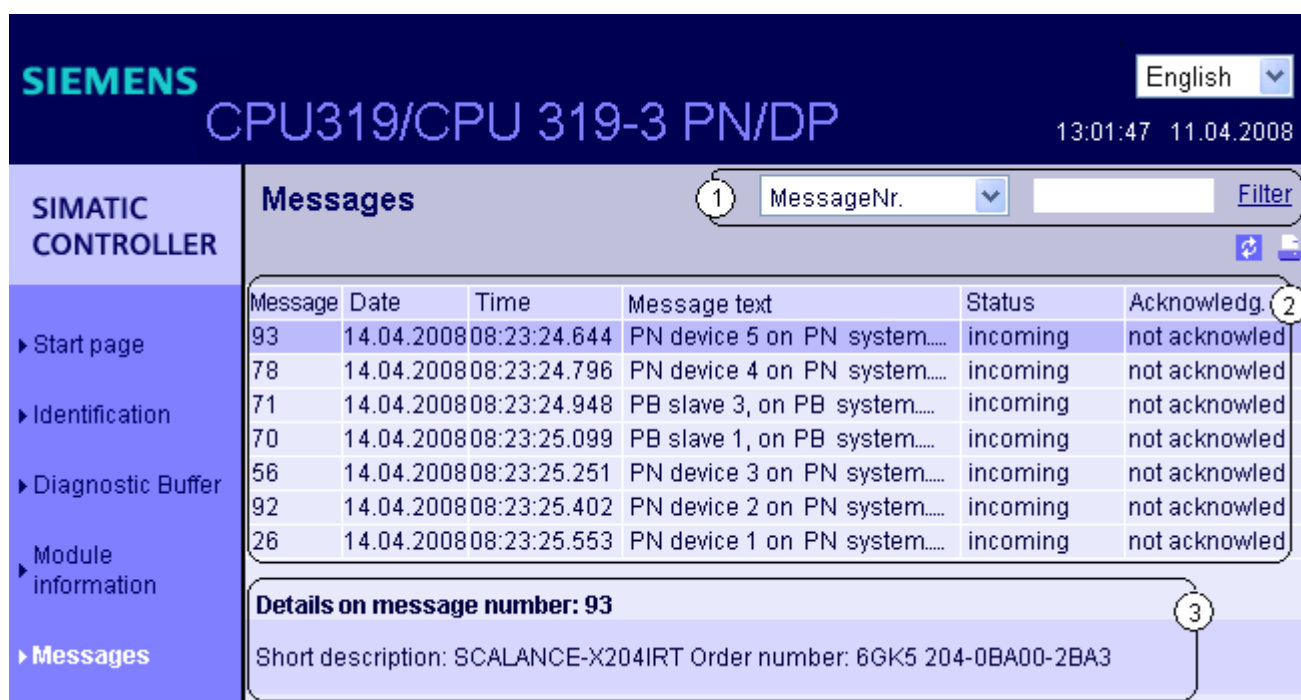 SIEMENS
English
CPU319/CPU 319-3 PN/DP
13:01:47 11.04.2008
SIMATIC
CONTROLLER
Messages
1
MessageNr.
Filter
Message Date Time Message text Status Acknowledg.
2
93 14.04.2008 08:23:24.644 PN device 5 on PN system..... incoming not acknowled
78 14.04.2008 08:23:24.796 PN device 4 on PN system..... incoming not acknowled
71 14.04.2008 08:23:24.948 PB slave 3, on PB system..... incoming not acknowled
70 14.04.2008 08:23:25.099 PB slave 1, on PB system..... incoming not acknowled
56 14.04.2008 08:23:25.251 PN device 3 on PN system..... incoming not acknowled
92 14.04.2008 08:23:25.402 PN device 2 on PN system..... incoming not acknowled
26 14.04.2008 08:23:25.553 PN device 1 on PN system..... incoming not acknowled
Start page
Identification
Diagnostic Buffer
Module
information
Messages
Details on message number: 93
3
Short description: SCALANCE-X204IRT Order number: 6GK5 204-0BA00-2BA3